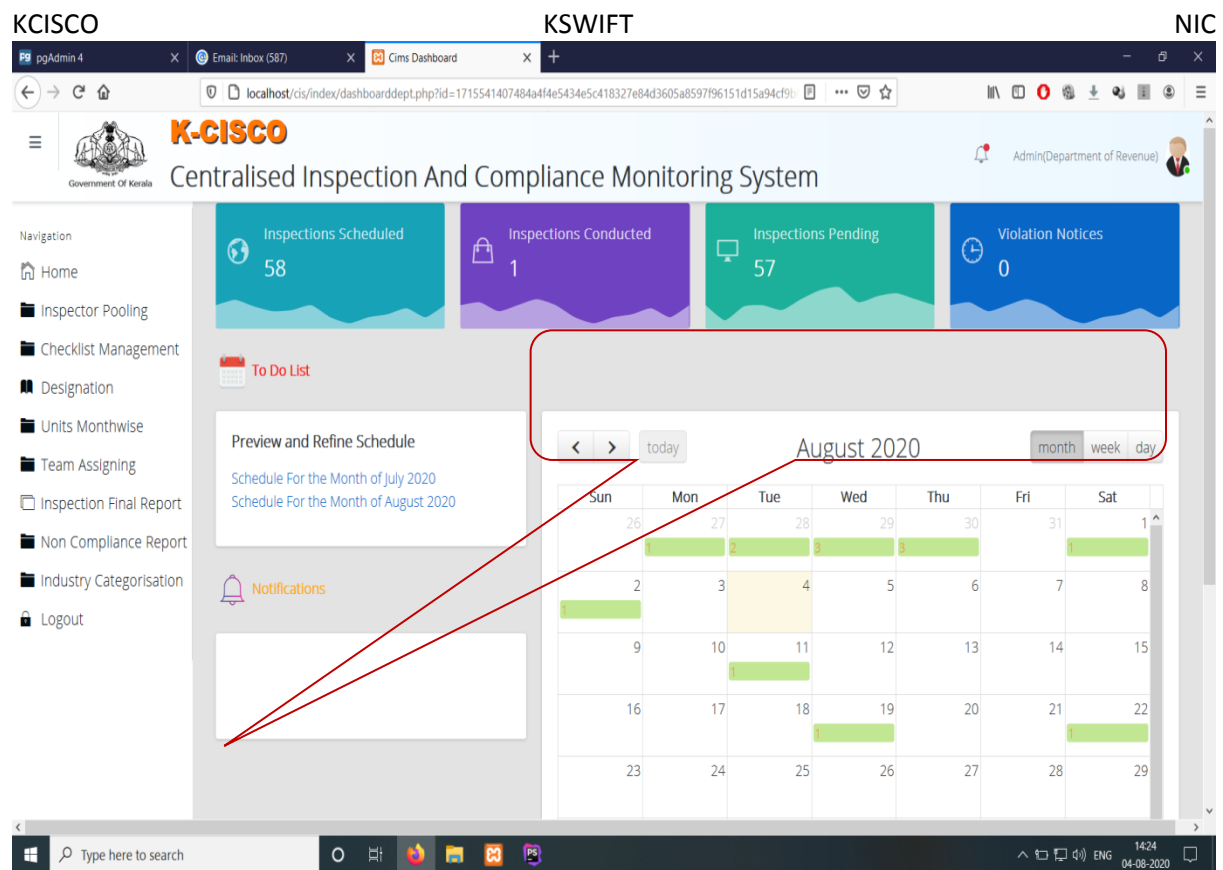 KCISCO KSWIFT NIC
pgAdmin 4 Email: Inbox (587) Cims Dashboard
localhost/cis/index/dashboarddept.php?id=1715541407484a4f4e5434e5c418327e84d3605a8597f96151d15a94cf9b
K-CISCO
Government Of Kerala
Centralised Inspection And Compliance Monitoring System
Admin(Department of Revenue)
Navigation
Home
Inspector Pooling
Checklist Management
Designation
Units Monthwise
Team Assigning
Inspection Final Report
Non Compliance Report
Industry Categorisation
Logout
Inspections Scheduled
58
Inspections Conducted
1
Inspections Pending
57
Violation Notices
0
To Do List
Preview and Refine Schedule
Schedule For the Month of July 2020
Schedule For the Month of August 2020
Notifications
today August 2020 month week day
Sun Mon Tue Wed Thu Fri Sat
26 27 28 29 30 31 1
1 2 3 3 1
2 3 4 5 6 7 8
1
9 10 11 12 13 14 15
1
16 17 18 19 20 21 22
1 1
23 24 25 26 27 28 29
Type here to search
PS
ENG
14:24
04-08-2020